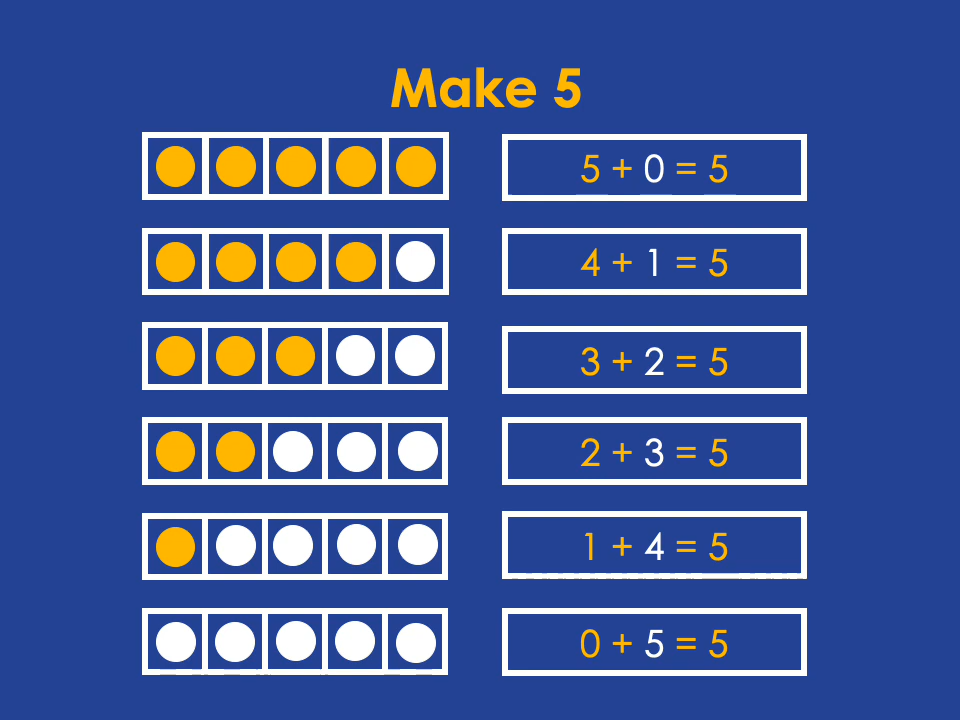 Make 5
5 + 0 = 5
4 + 1 = 5
3 + 2 = 5
2 + 3 = 5
1 + 4 = 5
0 + 5 = 5